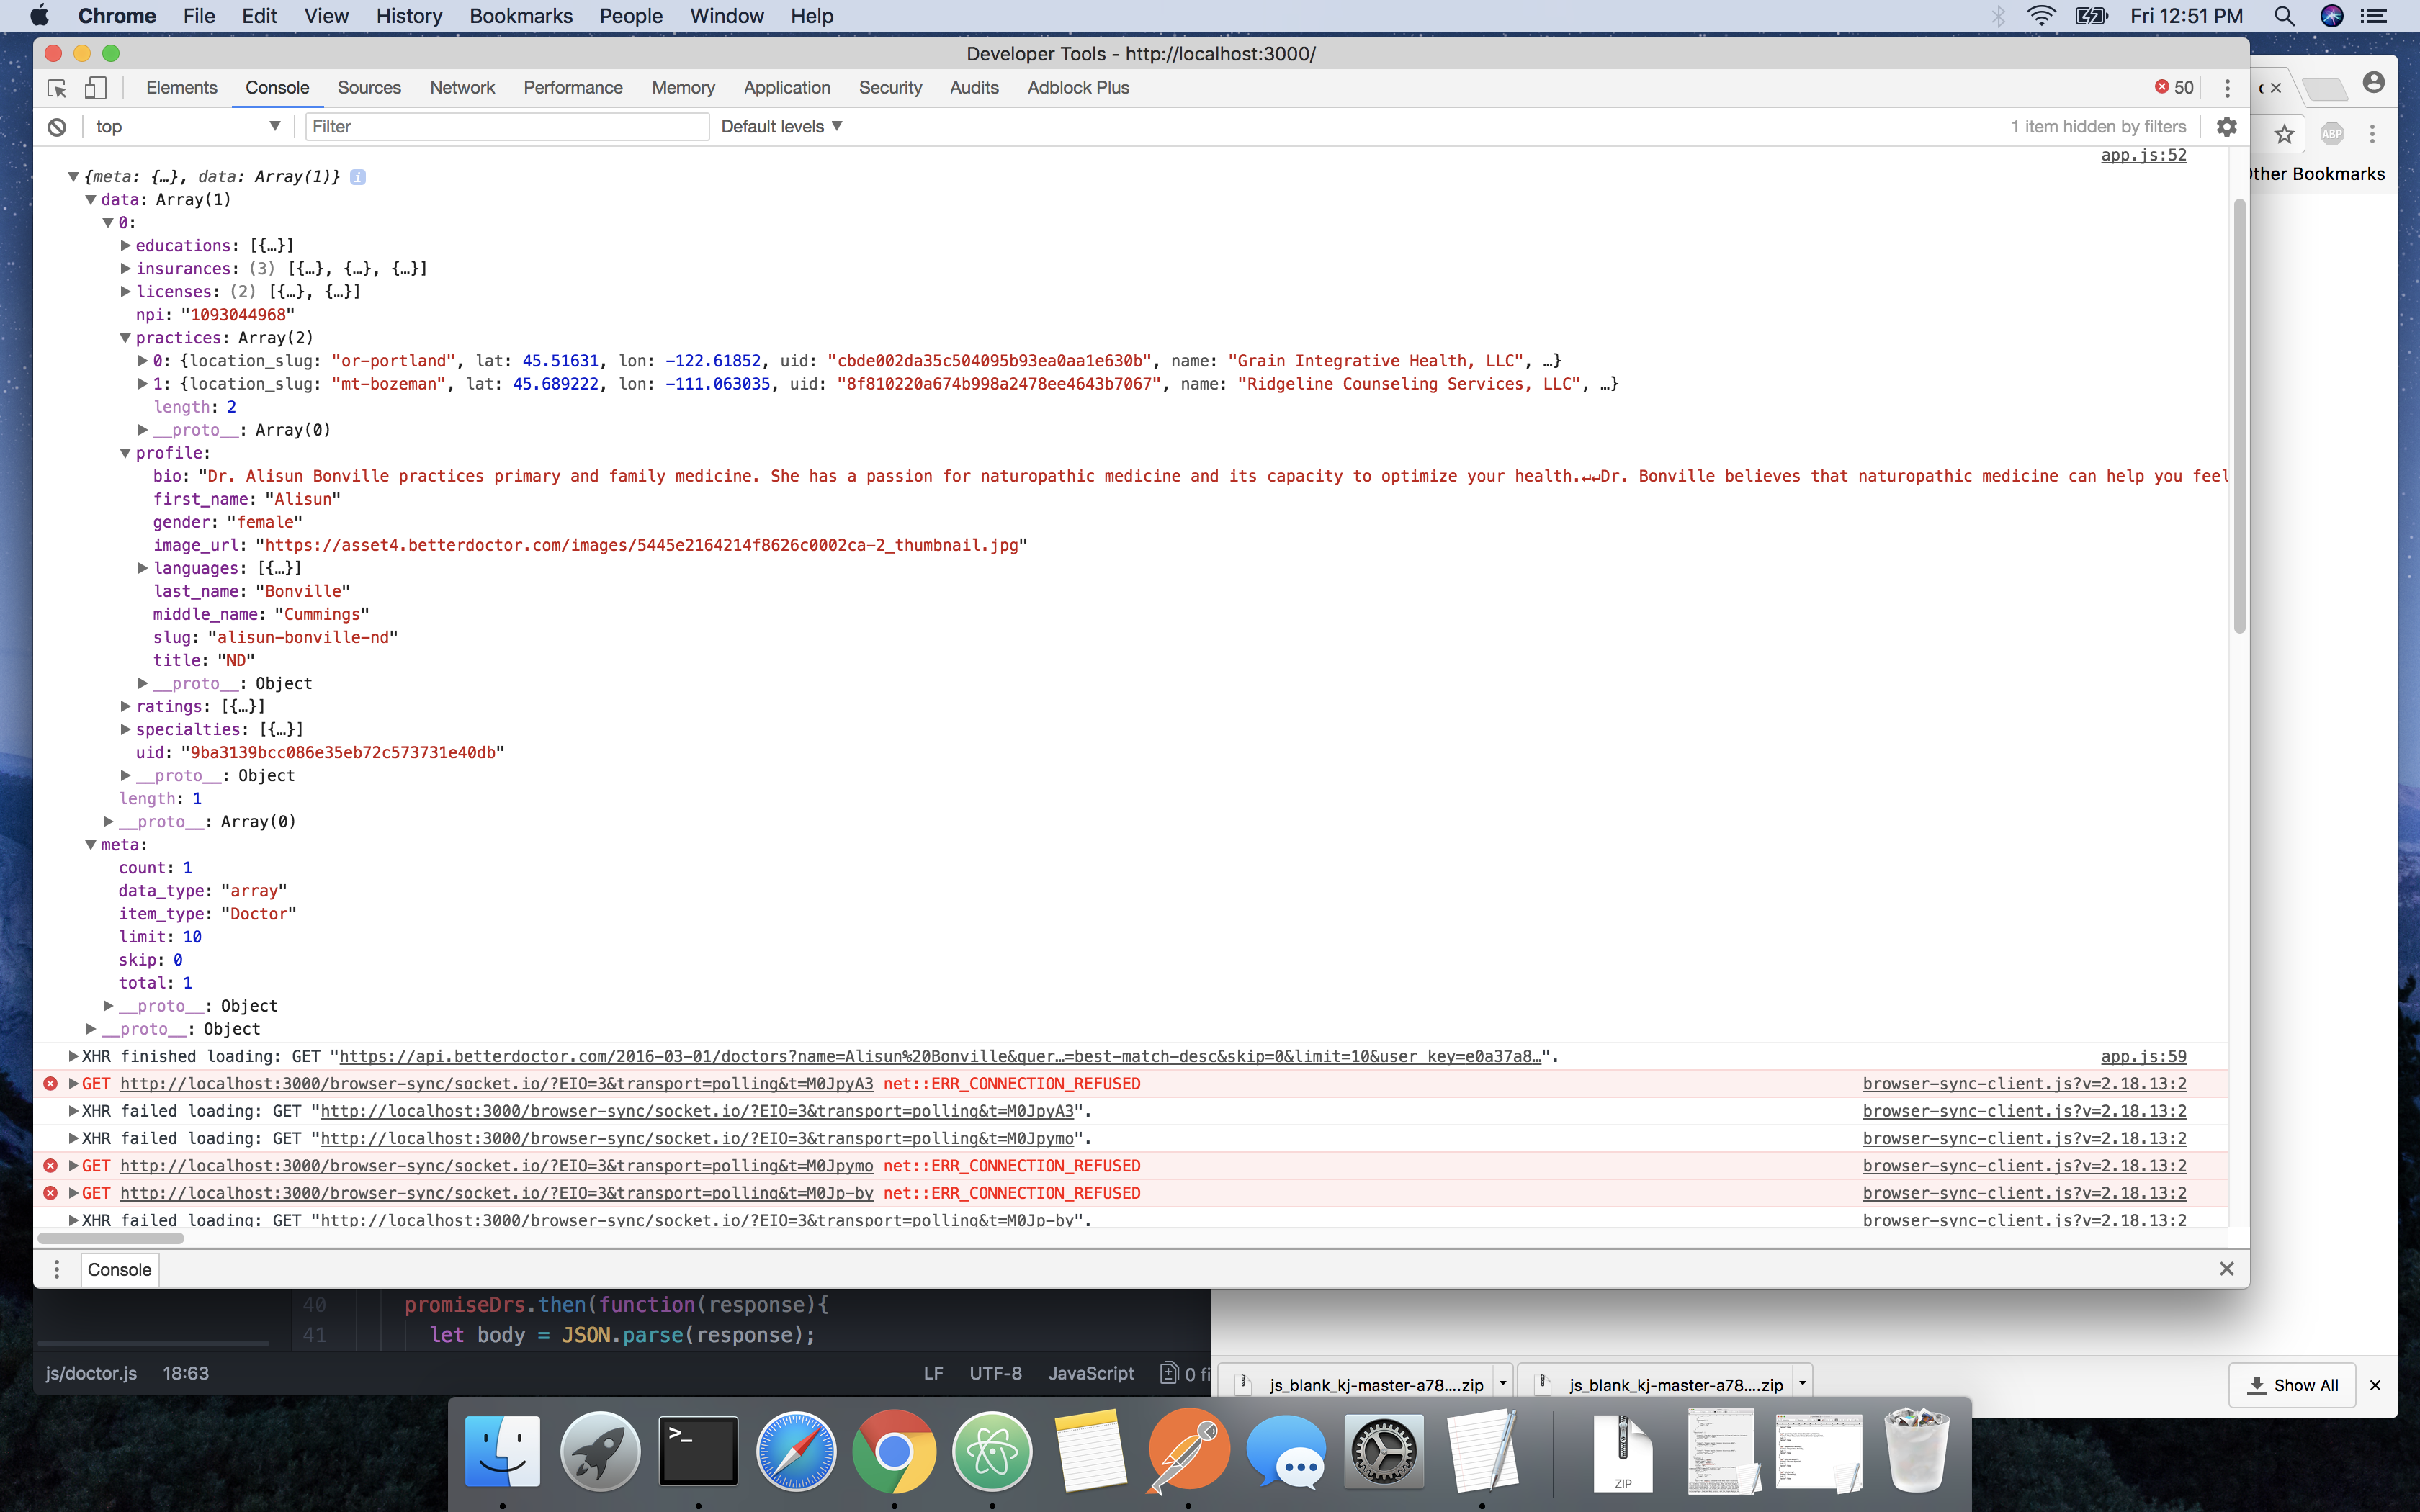 Chrome File Edit View History Bookmarks People Window Help Fri 12:51 PM
Developer Tools - http://localhost:3000/
Elements Console Sources Network Performance Memory Application Security Audits Adblock Plus 50
top Filter Default levels 1 item hidden by filters
ABP
app.js:52
ther Bookmarks
{meta: {…}, data: Array(1)}
data: Array(1)
0:
educations: [{…}]
insurances: (3) [{…}, {…}, {…}]
licenses: (2) [{…}, {…}]
npi: "1093044968"
practices: Array(2)
0: {location_slug: "or-portland", lat: 45.51631, lon: -122.61852, uid: "cbde002da35c504095b93ea0aa1e630b", name: "Grain Integrative Health, LLC", …}
1: {location_slug: "mt-bozeman", lat: 45.689222, lon: -111.063035, uid: "8f810220a674b998a2478ee4643b7067", name: "Ridgeline Counseling Services, LLC", …}
length: 2
__proto__: Array(0)
profile:
bio: "Dr. Alisun Bonville practices primary and family medicine. She has a passion for naturopathic medicine and its capacity to optimize your health.↵↵Dr. Bonville believes that naturopathic medicine can help you feel
first_name: "Alisun"
gender: "female"
image_url: "https://asset4.betterdoctor.com/images/5445e2164214f8626c0002ca-2_thumbnail.jpg"
languages: [{…}]
last_name: "Bonville"
middle_name: "Cummings"
slug: "alisun-bonville-nd"
title: "ND"
__proto__: Object
ratings: [{…}]
specialties: [{…}]
uid: "9ba3139bcc086e35eb72c573731e40db"
__proto__: Object
length: 1
__proto__: Array(0)
meta:
count: 1
data_type: "array"
item_type: "Doctor"
limit: 10
skip: 0
total: 1
__proto__: Object
__proto__: Object
XHR finished loading: GET "https://api.betterdoctor.com/2016-03-01/doctors?name=Alisun%20Bonville&quer…=best-match-desc&skip=0&limit=10&user_key=e0a37a8…". app.js:59
GET http://localhost:3000/browser-sync/socket.io/?EIO=3&transport=polling&t=M0JpyA3 net::ERR_CONNECTION_REFUSED browser-sync-client.js?v=2.18.13:2
XHR failed loading: GET "http://localhost:3000/browser-sync/socket.io/?EIO=3&transport=polling&t=M0JpyA3". browser-sync-client.js?v=2.18.13:2
XHR failed loading: GET "http://localhost:3000/browser-sync/socket.io/?EIO=3&transport=polling&t=M0Jpymo". browser-sync-client.js?v=2.18.13:2
GET http://localhost:3000/browser-sync/socket.io/?EIO=3&transport=polling&t=M0Jpymo net::ERR_CONNECTION_REFUSED browser-sync-client.js?v=2.18.13:2
GET http://localhost:3000/browser-sync/socket.io/?EIO=3&transport=polling&t=M0Jp-by net::ERR_CONNECTION_REFUSED browser-sync-client.js?v=2.18.13:2
XHR failed loading: GET "http://localhost:3000/browser-sync/socket.io/?EIO=3&transport=polling&t=M0Jp-by". browser-sync-client.js?v=2.18.13:2
Console
40 promiseDrs.then(function(response){
41 let body = JSON.parse(response);
js/doctor.js 18:63 LF UTF-8 JavaScript 0 fi
js_blank_kj-master-a78....zip js_blank_kj-master-a78....zip Show All
ZIP